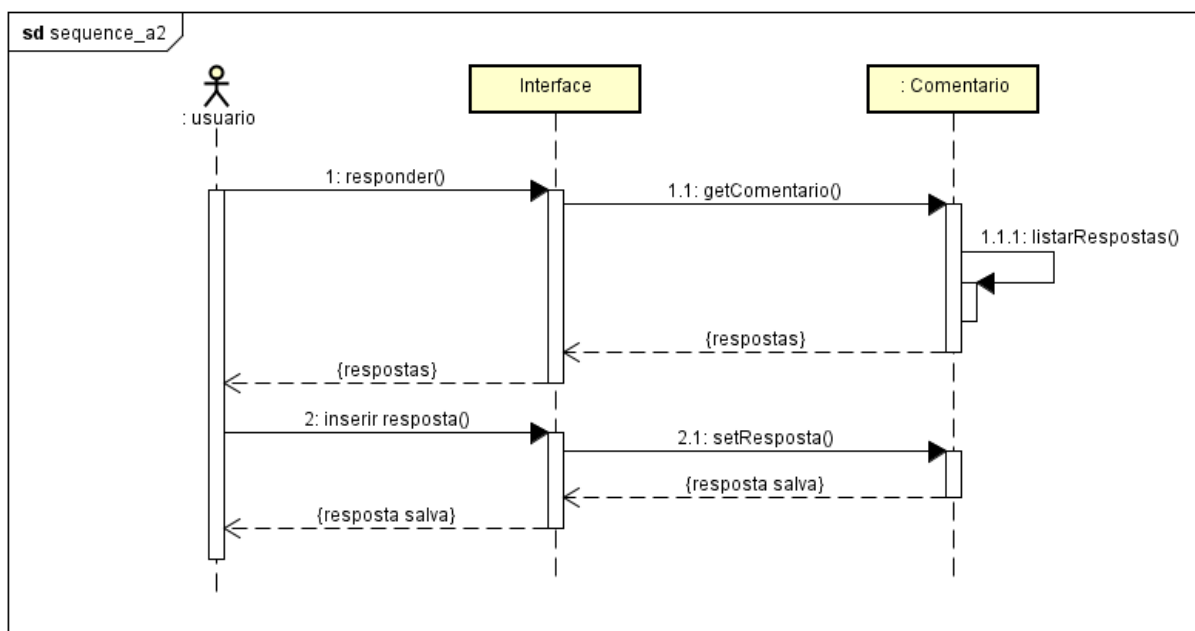 sd sequence_a2
: usuario
Interface
: Comentario
1: responder()
1.1: getComentario()
1.1.1: listarRespostas()
{respostas}
{respostas}
2: inserir resposta()
2.1: setResposta()
{resposta salva}
{resposta salva}